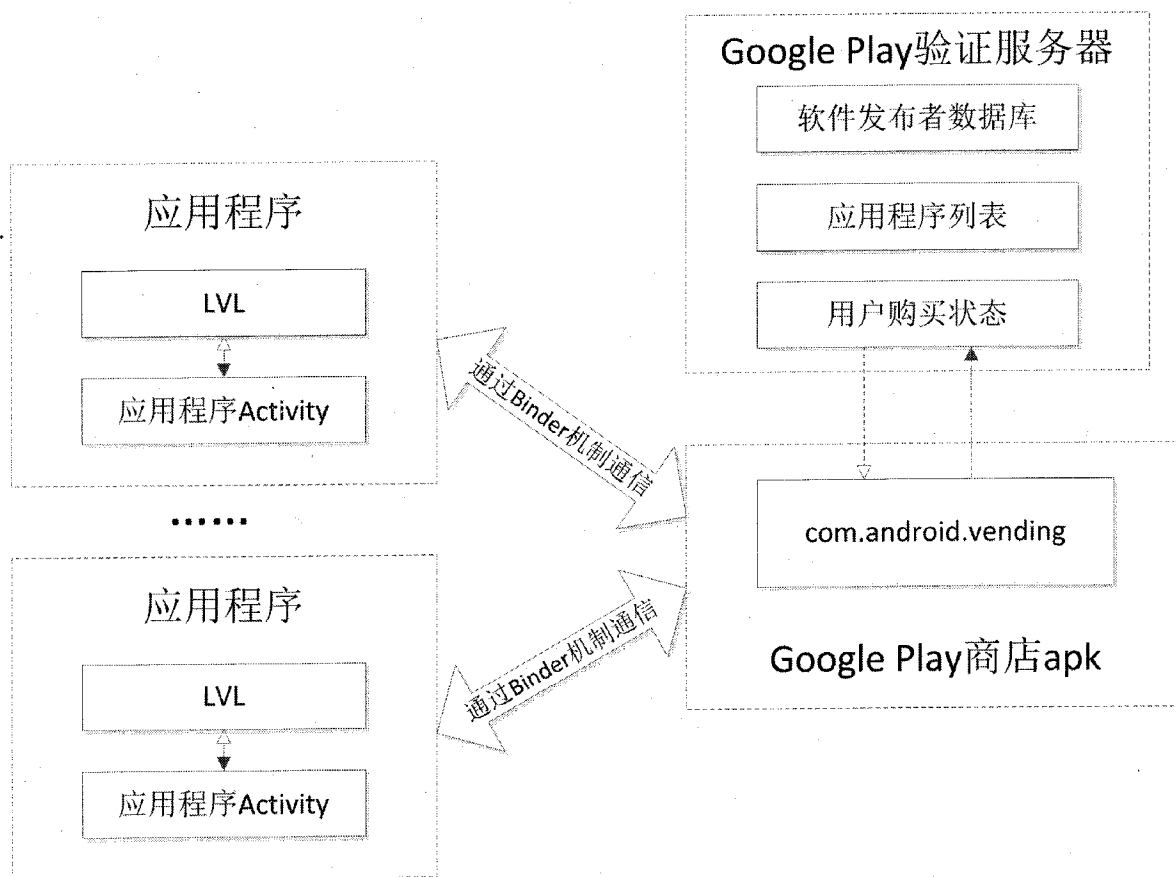 Google Play验证服务器
软件发布者数据库
应用程序列表
用户购买状态
应用程序
LVL
应用程序Activity
通过Binder机制通信
......
com.android.vending
Google Play商店apk
应用程序
LVL
应用程序Activity
通过Binder机制通信